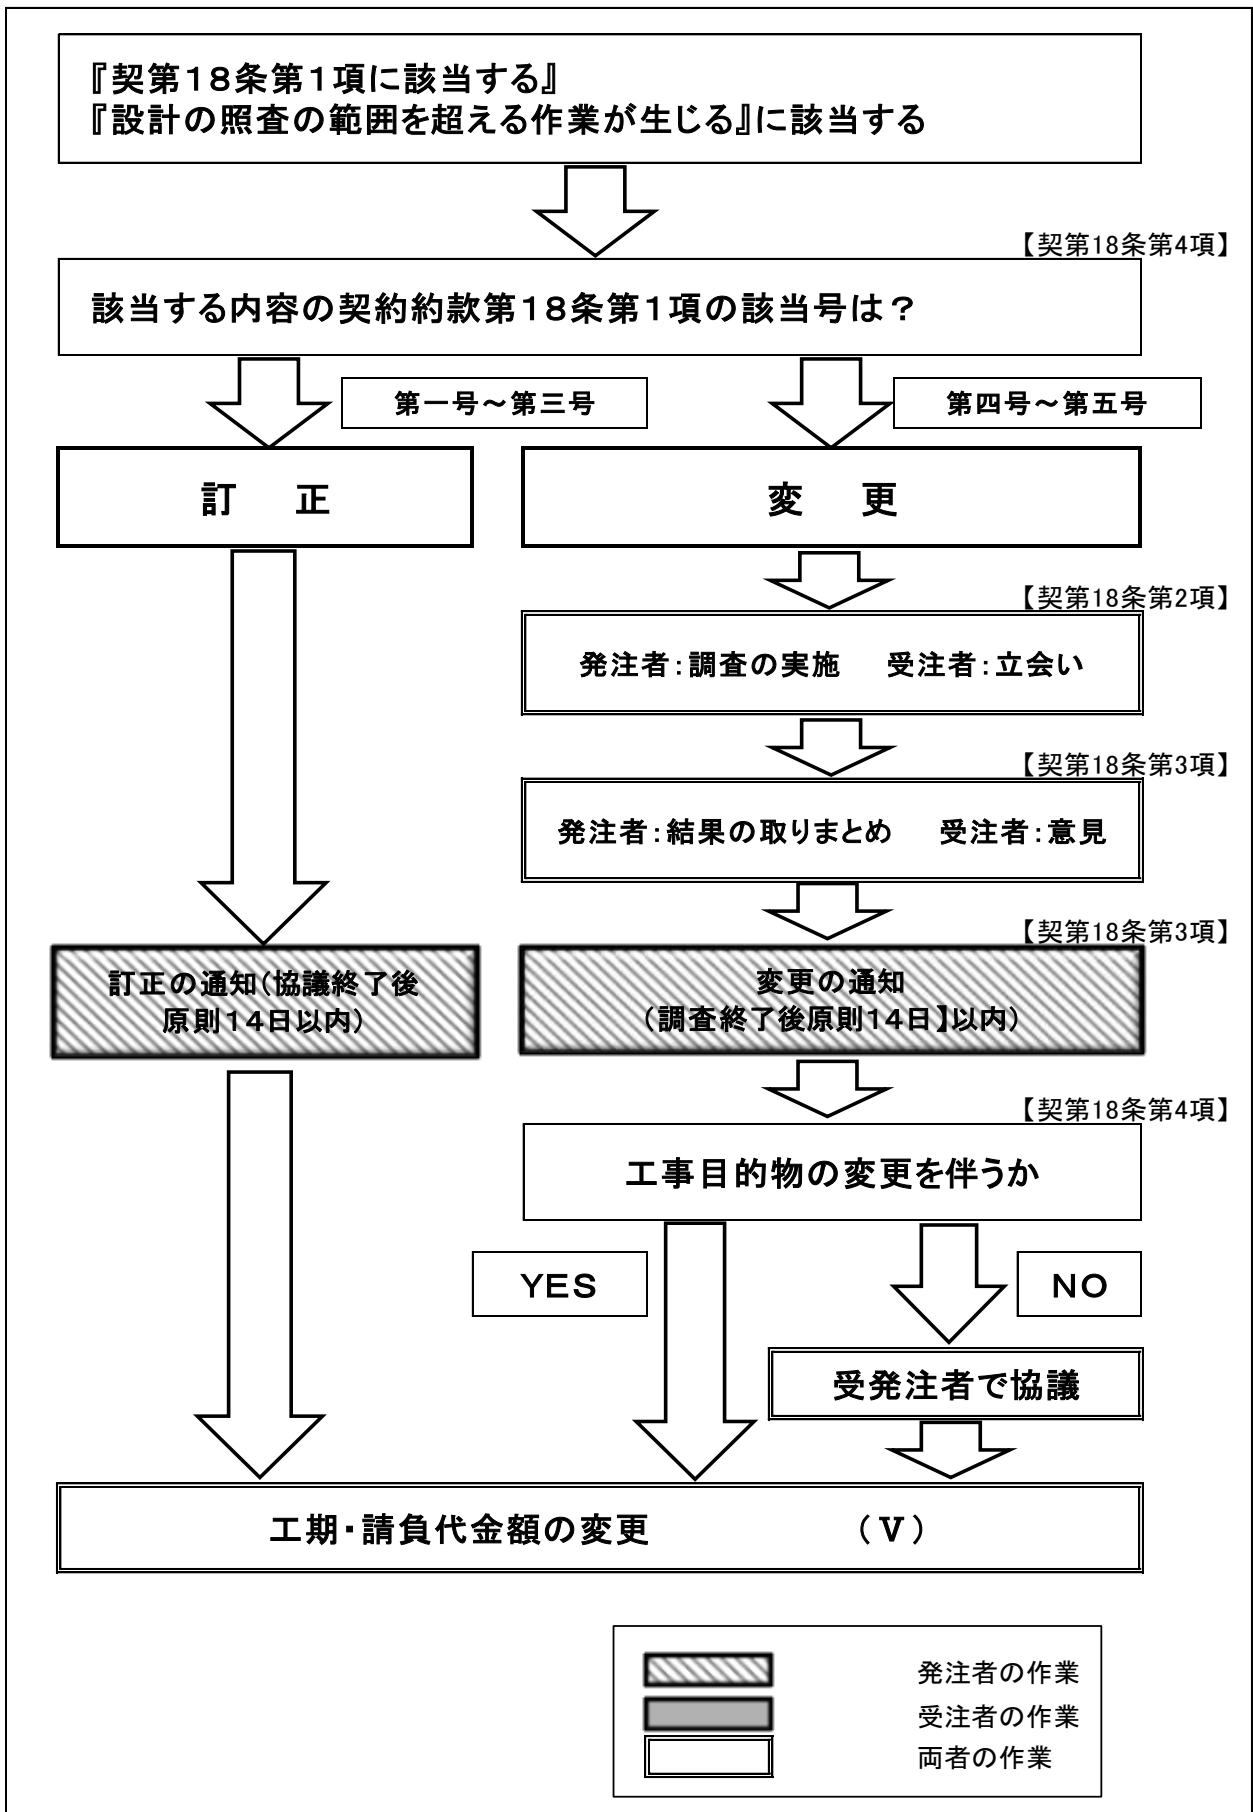 『契第18条第1項に該当する』
『設計の照査の範囲を超える作業が生じる』に該当する
【契第18条第4項】
該当する内容の契約約款第18条第1項の該当号は？
第一号～第三号
第四号～第五号
訂　正
変　更
【契第18条第2項】
発注者:調査の実施　受注者:立会い
【契第18条第3項】
発注者:結果の取りまとめ　受注者:意見
【契第18条第3項】
訂正の通知(協議終了後
原則14日以内)
変更の通知
(調査終了後原則14日】以内)
【契第18条第4項】
工事目的物の変更を伴うか
YES
NO
受発注者で協議
工期・請負代金額の変更　（Ⅴ）
発注者の作業
受注者の作業
両者の作業